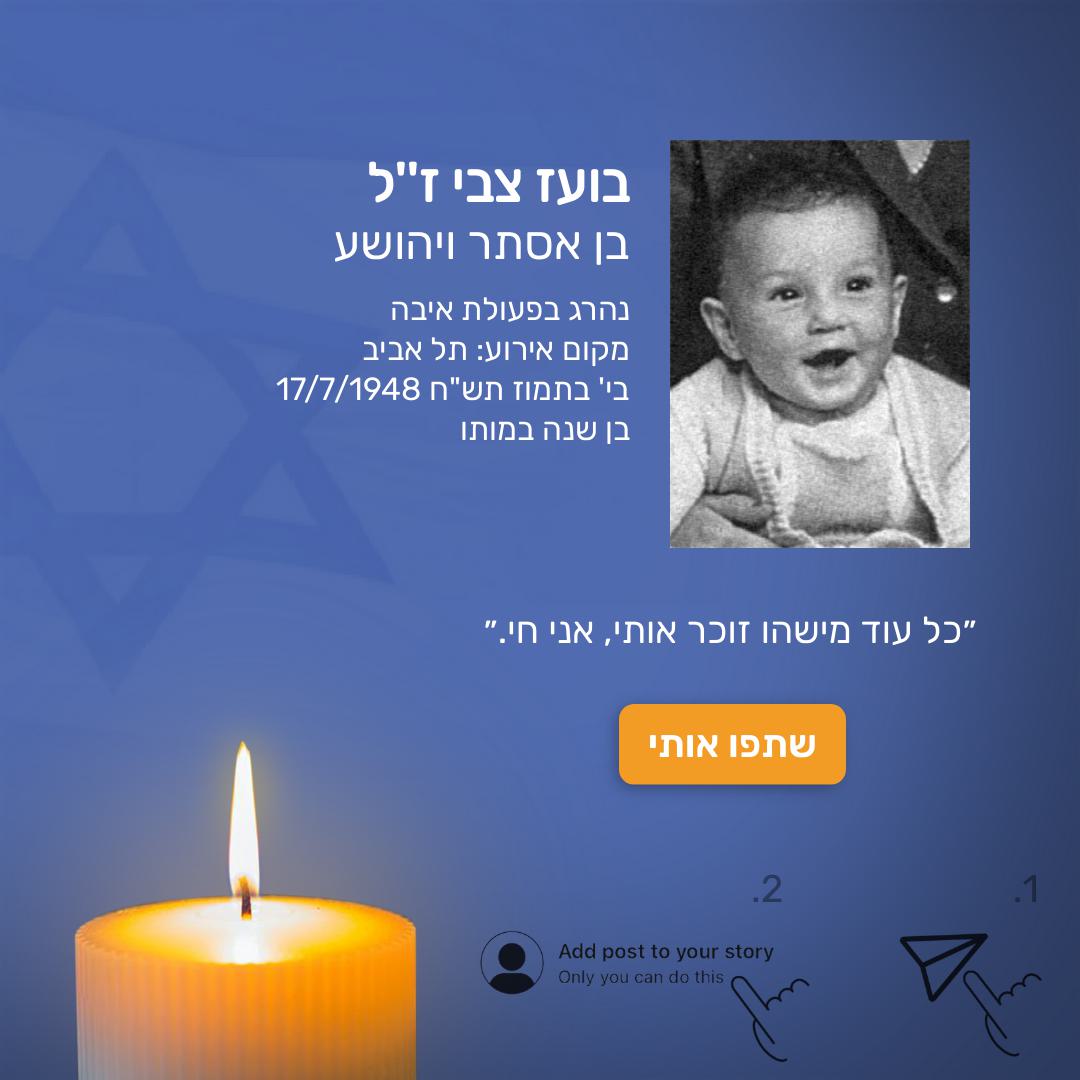 בועז צבי ז"ל
בן אסתר ויהושע
נהרג בפעולת איבה
מקום אירוע: תל אביב
בי' בתמוז תש"ח 17/7/1948
בן שנה במותו
״כל עוד מישהו זוכר אותי, אני חי.״
שתפו אותי
1.
2.
Add post to your story
Only you can do this